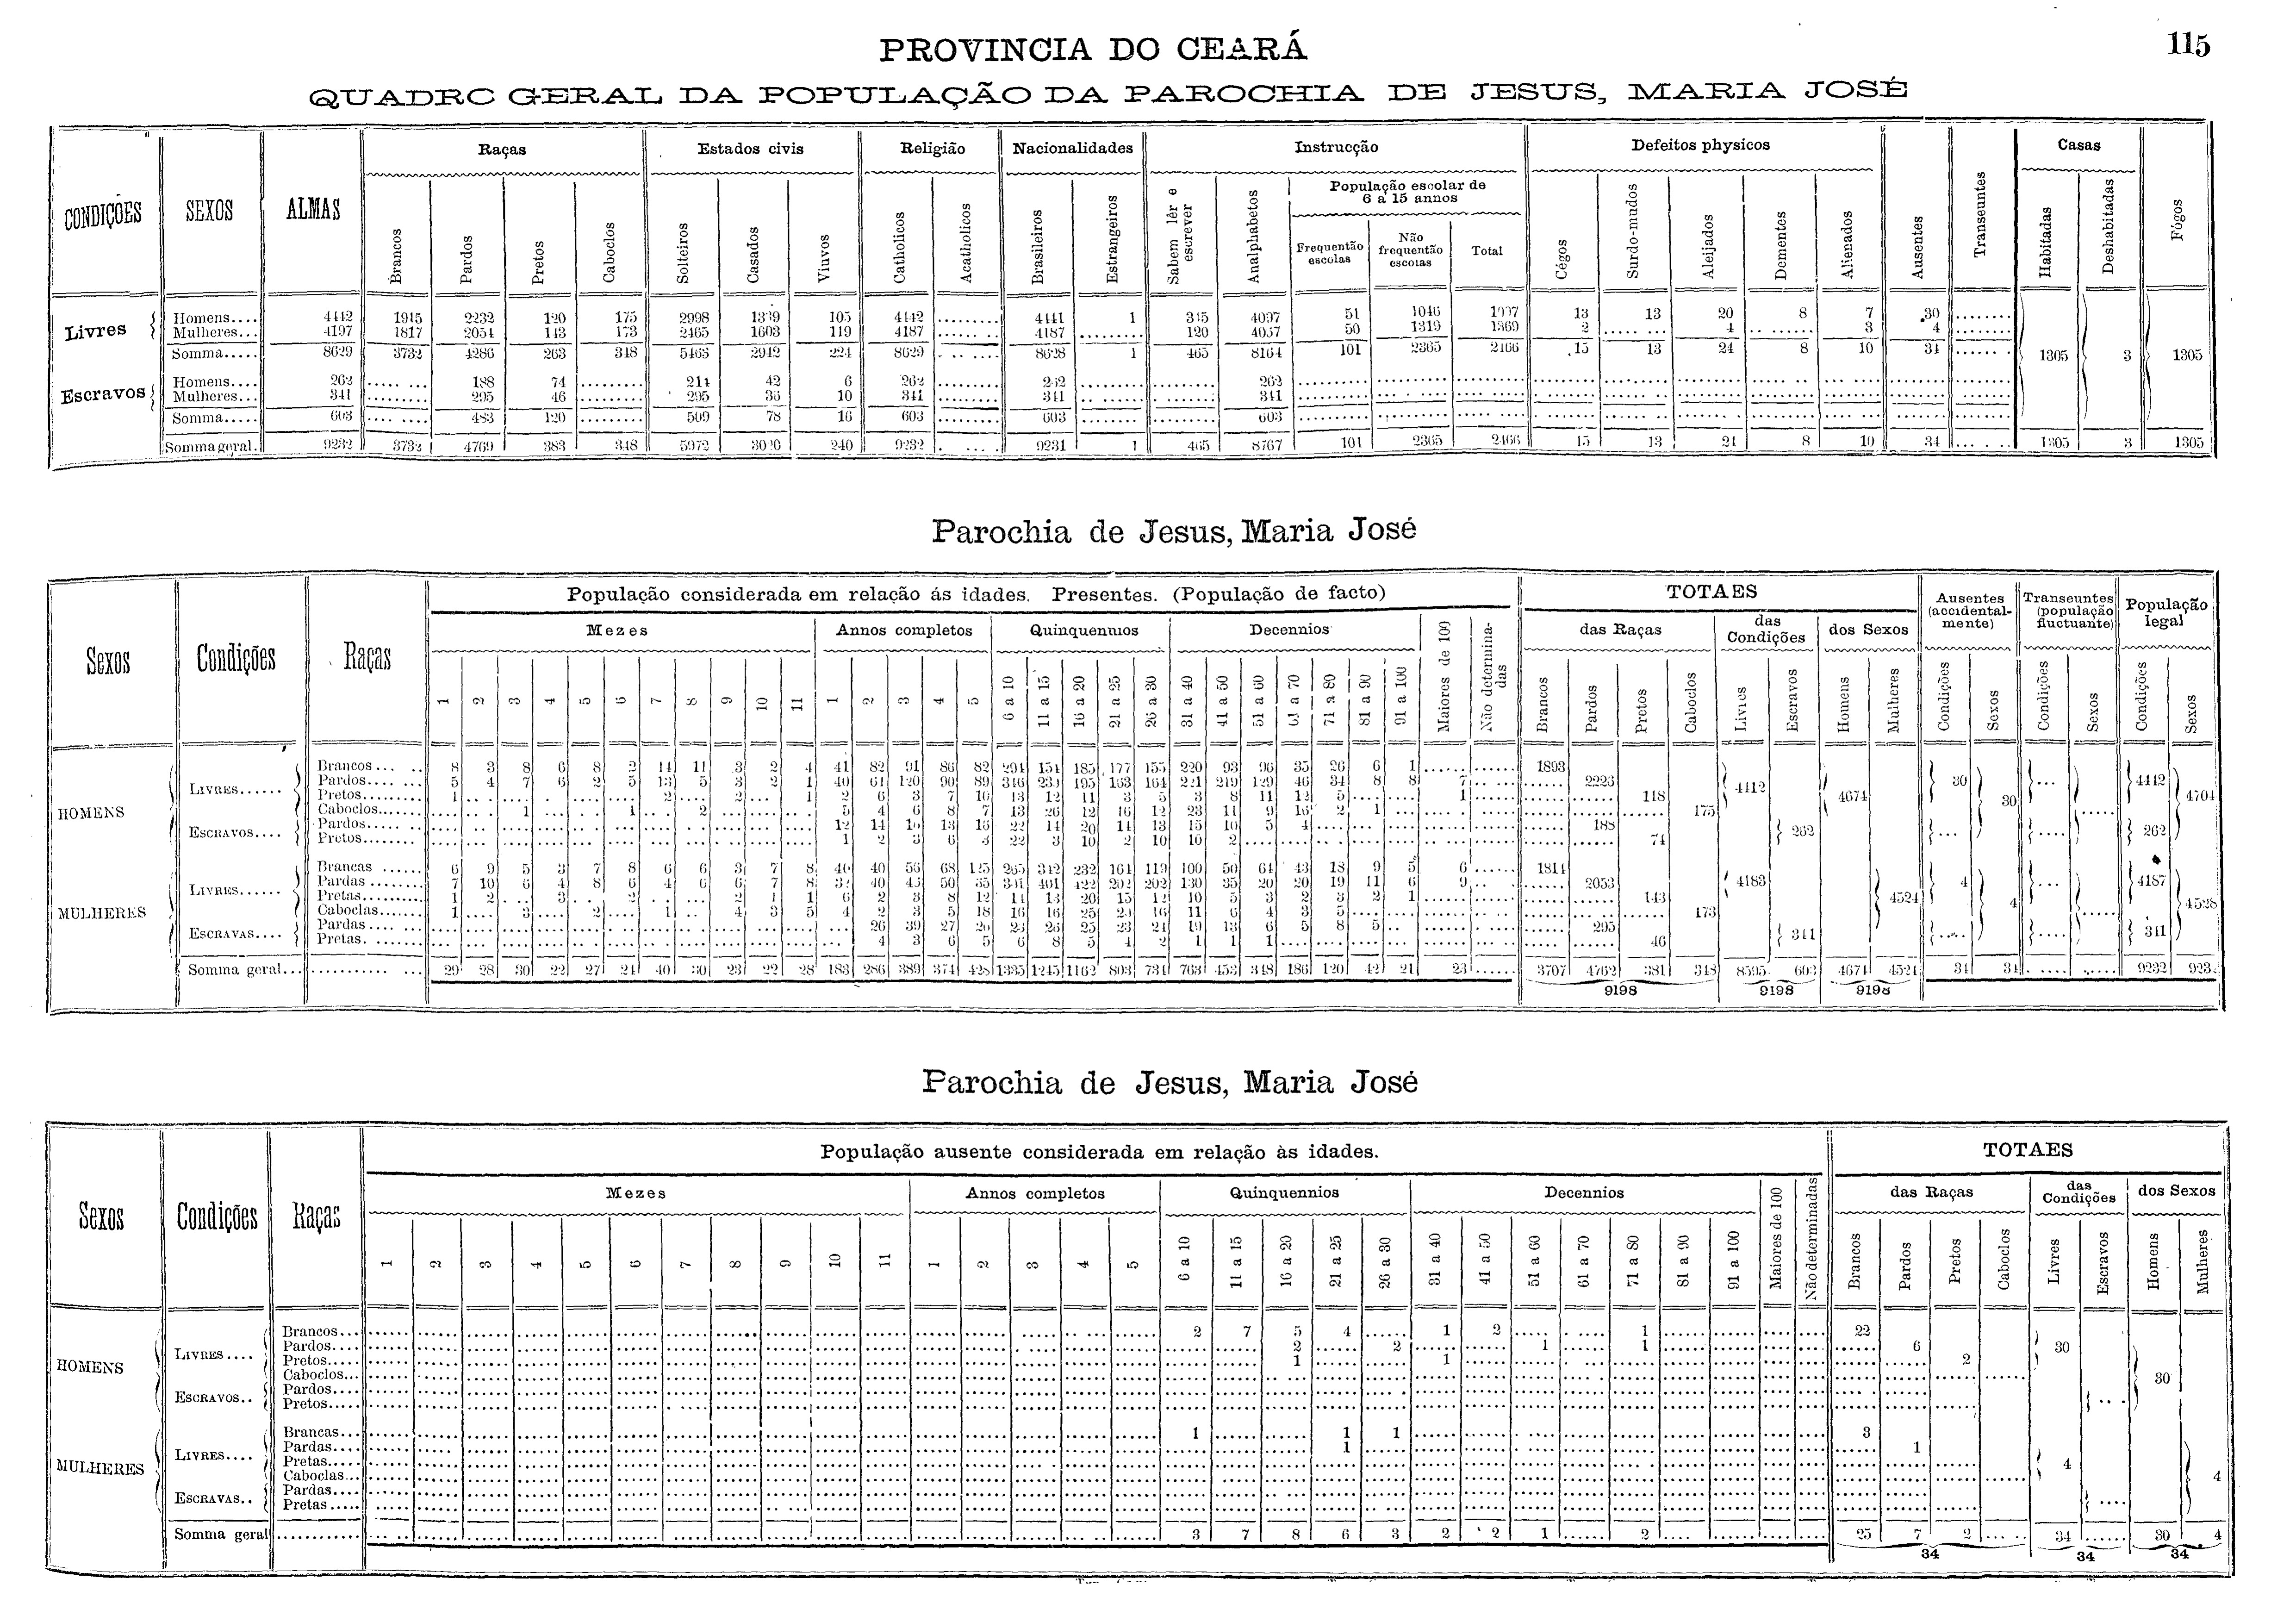 115
PROVINCIA DO CEARÁ
QUADRO GERAL DA POPULAÇÃO DA PAROCHIA DE JESUS, MARIA JOSÉ
CONDIÇÕES SEXOS ALMAS Raças Estados civis Religião Nacionalidades Instrucção Defeitos physicos Ausentes Transeuntes Casas Fógos
População escolar de 6 a 15 annos
Brancos Pardos Pretos Caboclos Solteiros Casados Viuvos Catholicos Acatholicos Brasileiros Estrangeiros Sabem lêr e escrever Analphabetos Frequentão escolas Não frequentão escolas Total Cégos Surdo-mudos Aleijados Dementes Alienados Habitadas Deshabitadas
Livres
Homens.... 4442 1915 2232 120 175 2998 105 4442 ......... 4441 1 345 4097 51 1046 13 13 20 8 7 30 ........
Mulheres... 4197 1817 2054 143 173 2465 1603 119 4187 ......... 4187 ........ 120 4067 50 1319 1369 2 ........ 4 ........ 3 4 ........
Somma..... 8629 3732 4286 263 348 5463 2942 224 8629 8628 1 465 8164 101 2365 2466 15 13 24 8 10 34 1305 3 1305
Escravos
Homens.... 262 ........ 188 74 ......... 214 42 6 262 ......... 262 ......... ........ 262
Mulheres... 341 ......... 295 46 ......... 295 36 10 341 ......... 341 ......... 341
Somma..... 603 ........ 483 120 ......... 509 78 16 603 ......... 603 ......... ........ 603
Somma geral. 9232 3732 4769 383 348 5972 3020 240 9232 9231 1 465 8767 101 2365 2466 15 13 24 8 10 34 1305 3 1305
Parochia de Jesus, Maria José
Sexos Condições Raças População considerada em relação ás idades. Presentes. (População de facto) TOTAES Ausentes (accidentalmente) Transeuntes (população fluctuante) População legal
Mezes Annos completos Quinquennios Decennios Maiores de 100 Não determinadas das Raças das Condições dos Sexos
1 2 3 4 5 6 7 8 9 10 11 1 2 3 4 5 6 a 10 11 a 15 16 a 20 21 a 25 26 a 30 31 a 40 41 a 50 51 a 60 61 a 70 71 a 80 81 a 90 91 a 100 Brancos Pardos Pretos Caboclos Livres Escravos Homens Mulheres Condições Sexos Condições Sexos Condições Sexos
HOMENS
LIVRES......
Brancos... 8 3 8 6 8 2 14 11 3 2 4 41 82 91 86 82 294 154 185 177 155 220 93 96 35 26 6 1 1893
Pardos..... 5 4 7 6 2 5 13 5 3 2 1 40 61 120 90 89 316 239 195 163 164 221 219 129 46 34 8 8 7 2226
Pretos......... 1 2 2 1 2 6 3 7 10 13 12 11 3 5 3 8 11 12 5 1 118
Caboclos....... 1 1 2 5 4 6 8 7 13 26 12 16 12 23 11 9 16 2 1 175
4412 4674 30 30 4442 4704
ESCRAVOS....
Pardos........ 12 14 13 16 22 14 20 14 13 15 10 5 4 188
Pretos......... 1 2 3 6 22 3 10 2 10 10 2 74
262 262
MULHERES
LIVRES......
Brancas ...... 6 9 5 3 7 8 6 6 3 7 8 40 40 56 68 125 265 312 232 164 119 100 50 64 43 18 9 5 6 1814
Pardas ........ 7 10 6 4 8 6 4 6 6 7 8 40 45 50 341 401 422 202 202 130 35 20 20 19 11 6 9 2053
Pretas.......... 1 2 3 2 2 1 1 6 2 3 8 12 11 13 20 15 12 10 5 3 2 3 2 1 143
Caboclas....... 1 3 2 1 4 3 5 4 2 3 5 18 16 16 25 16 11 6 4 3 5 173
4183 4524 4 4 4187 4528
ESCRAVAS....
Pardas ....... 26 39 27 26 25 23 21 19 13 6 5 8 5 295
Pretas. ....... 4 3 6 5 6 8 5 4 2 1 1 1 46
341 341
Somma geral... 29 28 30 22 27 24 40 30 23 22 28 183 286 389 374 428 1335 1245 1162 803 734 763 453 348 186 120 42 21 23 3707 4762 381 348 8595 603 4674 4524 34 34 9232
9198 9198 9198
Parochia de Jesus, Maria José
Sexos Condições Raças População ausente considerada em relação às idades. TOTAES
Mezes Annos completos Quinquennios Decennios Maiores de 100 Não determinadas das Raças das Condições dos Sexos
1 2 3 4 5 6 7 8 9 10 11 1 2 3 4 5 6 a 10 11 a 15 16 a 20 21 a 25 26 a 30 31 a 40 41 a 50 51 a 60 61 a 70 71 a 80 81 a 90 91 a 100 Brancos Pardos Pretos Caboclos Livres Escravos Homens Mulheres
HOMENS
LIVRES....
Brancos... 2 7 5 4 ...... 1 2 ..... 1 22
Pardos.... 2 ...... 2 ...... 1 1 6
Pretos..... 1 1 2
Caboclos...
30 30
ESCRAVOS..
Pardos....
Pretos.....
MULHERES
LIVRES....
Brancas... 1 1 1 3
Pardas.... 1 1
Pretas.....
Caboclas...
4 4
ESCRAVAS..
Pardas....
Pretas .....
Somma geral............ 3 7 8 6 3 2 2 1 ...... 2 25 7 2 34 ...... 30 4
34 34 34